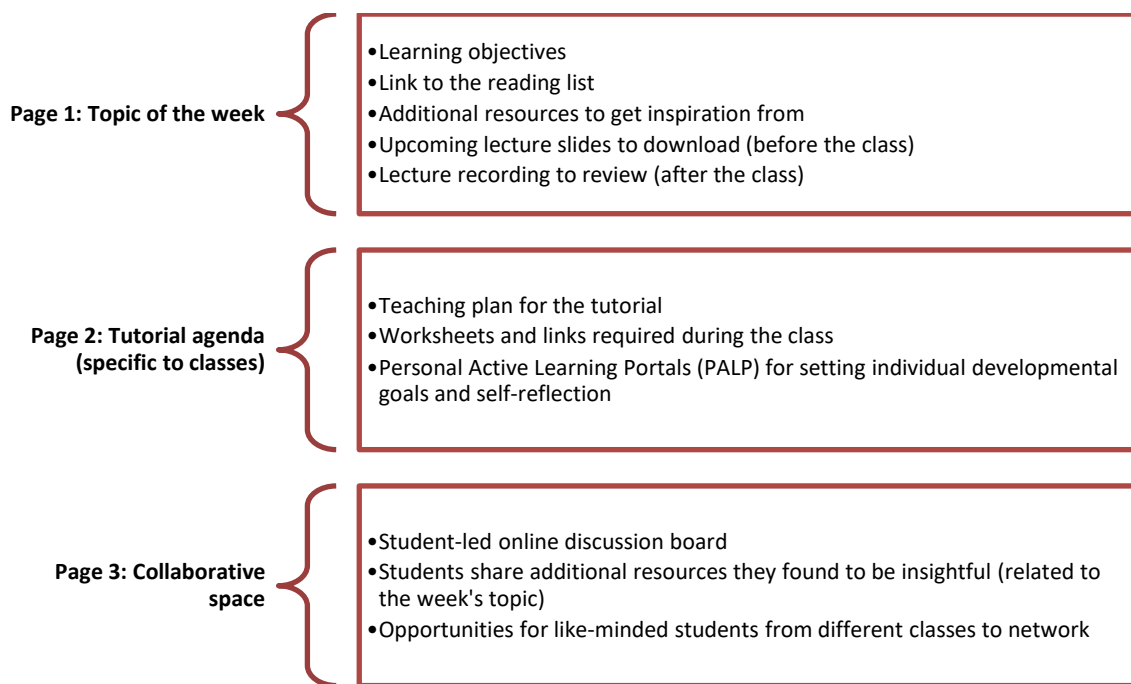 Page 1: Topic of the week
•Learning objectives
•Link to the reading list
•Additional resources to get inspiration from
•Upcoming lecture slides to download (before the class)
•Lecture recording to review (after the class)
Page 2: Tutorial agenda
(specific to classes)
•Teaching plan for the tutorial
•Worksheets and links required during the class
•Personal Active Learning Portals (PALP) for setting individual developmental
goals and self-reflection
Page 3: Collaborative
space
•Student-led online discussion board
•Students share additional resources they found to be insightful (related to
the week's topic)
•Opportunities for like-minded students from different classes to network